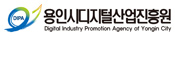 DIPA 용인시디지털산업진흥원
Digital Industry Promotion Agency of Yongin City